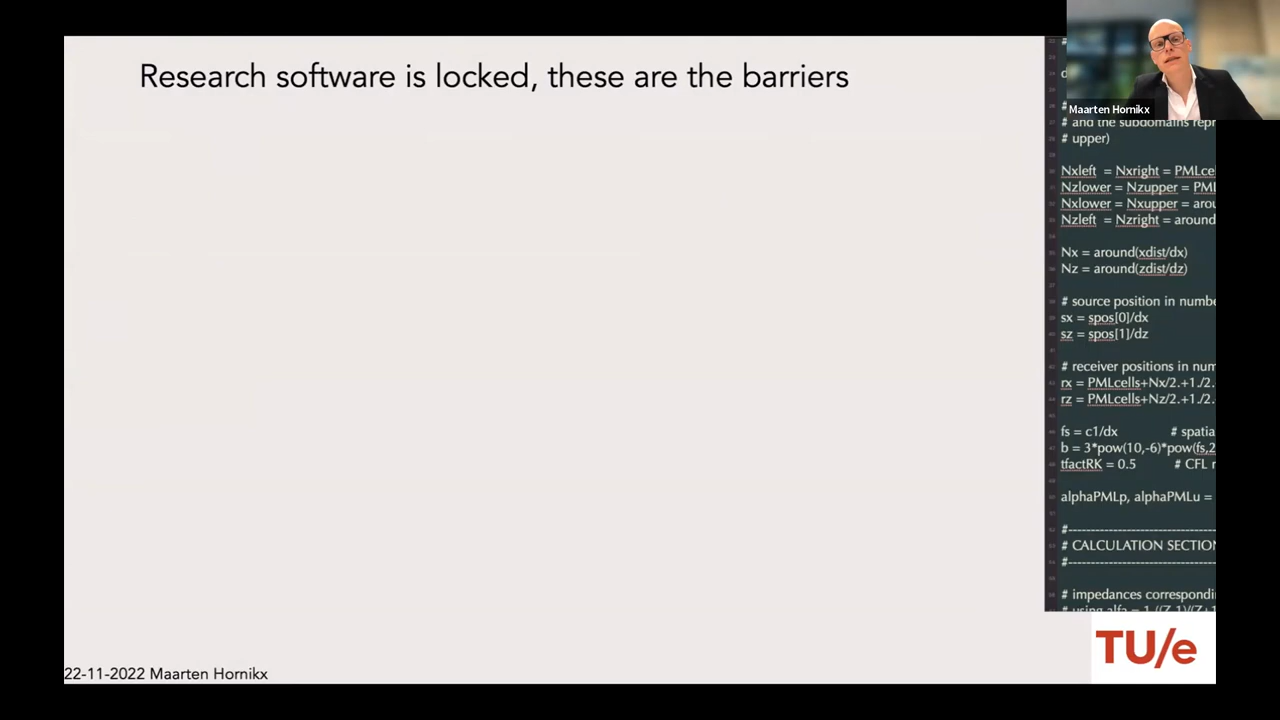 Research software is locked, these are the barriers
Maarten Hornikx
# and the subdomains repr
# upper)
Nxleft = Nxright = PMLce
Nzlower = Nzupper = PML
Nxlower = Nxupper = arou
Nzleft = Nzright = around
Nx = around(xdist/dx)
Nz = around(zdist/dz)
# source position in numbe
sx = spos[0]/dx
sz = spos[1]/dz
# receiver positions in num
rx = PMLcells+Nx/2.+1./2.
rz = PMLcells+Nz/2.+1./2.
fs = c1/dx # spatia
b = 3*pow(10,-6)*pow(fs,2
tfactRK = 0.5 # CFL r
alphaPMLp, alphaPMLu =
#------------------------------------
# CALCULATION SECTION
#------------------------------------
# impedances correspondi
TU/e
22-11-2022 Maarten Hornikx